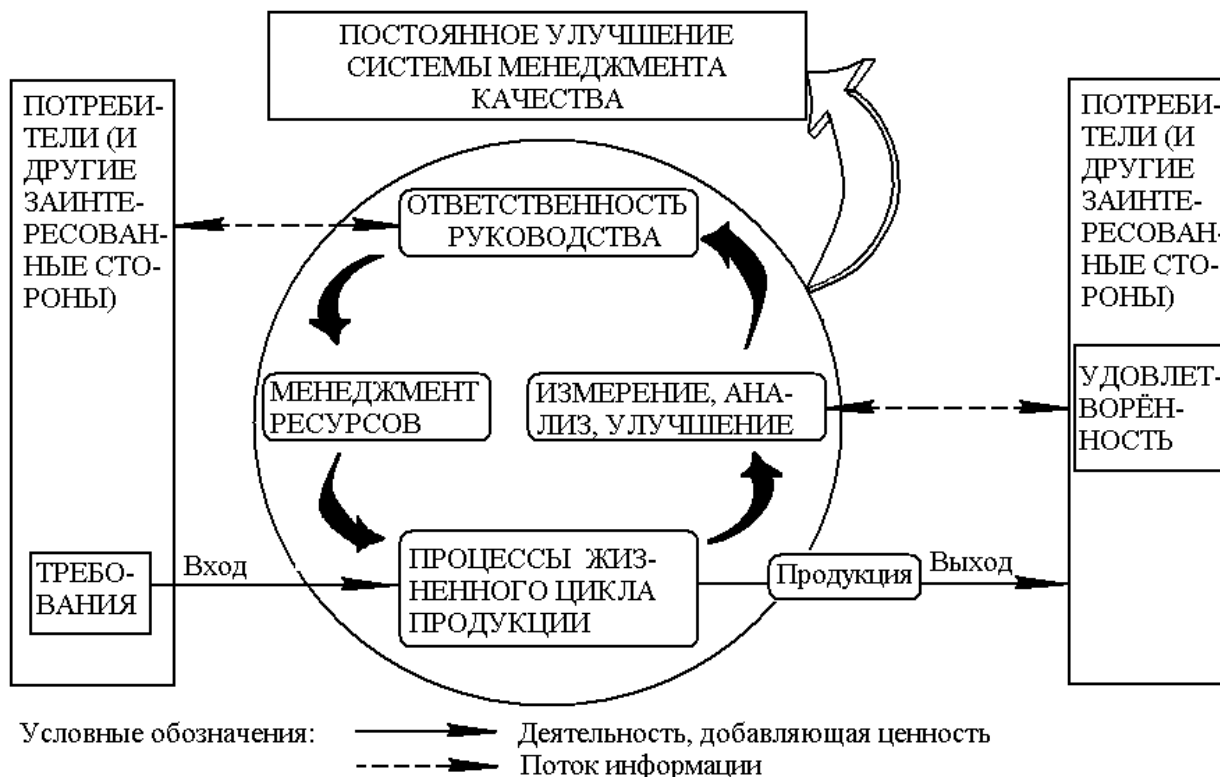 ПОСТОЯННОЕ УЛУЧШЕНИЕ
СИСТЕМЫ МЕНЕДЖМЕНТА
КАЧЕСТВА
ПОТРЕБИ-
ТЕЛИ (И
ДРУГИЕ
ЗАИНТЕ-
РЕСОВАН-
НЫЕ СТО-
РОНЫ)
ТРЕБО-
ВАНИЯ
Вход
ОТВЕТСТВЕННОСТЬ
РУКОВОДСТВА
МЕНЕДЖМЕНТ
РЕСУРСОВ
ИЗМЕРЕНИЕ, АНА-
ЛИЗ, УЛУЧШЕНИЕ
ПРОЦЕССЫ ЖИЗ-
НЕННОГО ЦИКЛА
ПРОДУКЦИИ
Продукция
Выход
ПОТРЕБИ-
ТЕЛИ (И
ДРУГИЕ
ЗАИНТЕ-
РЕСОВАН-
НЫЕ СТО-
РОНЫ)
УДОВЛЕТ-
ВОРЁН-
НОСТЬ
Условные обозначения:
Деятельность, добавляющая ценность
Поток информации